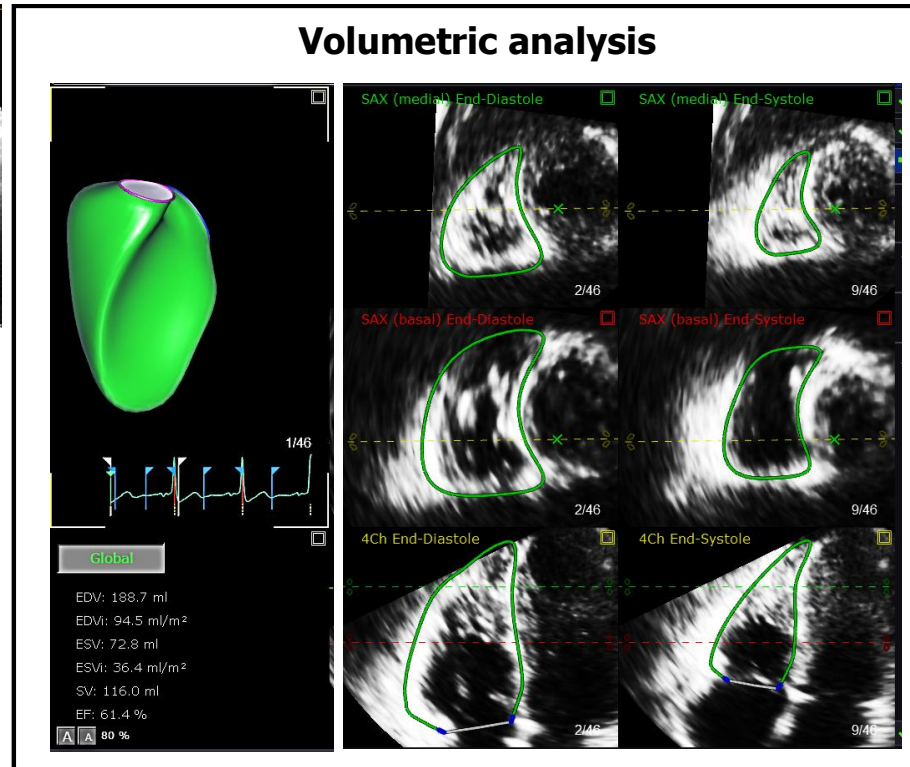 Volumetric analysis
1/46
Global
EDV: 188.7 ml
EDVi: 94.5 ml/m²
ESV: 72.8 ml
ESVi: 36.4 ml/m²
SV: 116.0 ml
EF: 61.4 %
A A 80 %
SAX (medial) End-Diastole
2/46
SAX (medial) End-Systole
9/46
SAX (basal) End-Diastole
2/46
SAX (basal) End-Systole
9/46
4Ch End-Diastole
2/46
4Ch End-Systole
9/46